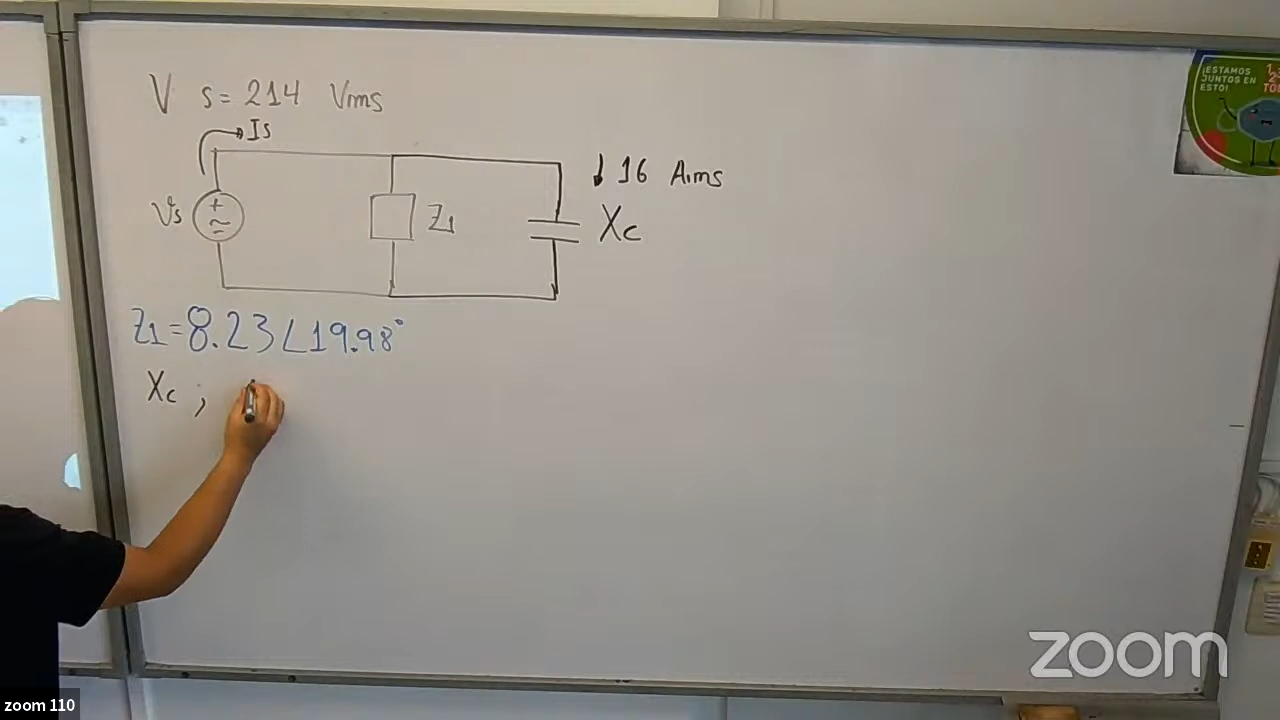 V s = 214 Vrms
Is
↓ 16 Arms
Vs
+
Z1
Xc
Z1 = 8.23∠19.98°
Xc ;
¡ESTAMOS
JUNTOS EN
ESTO!
zoom
zoom 110